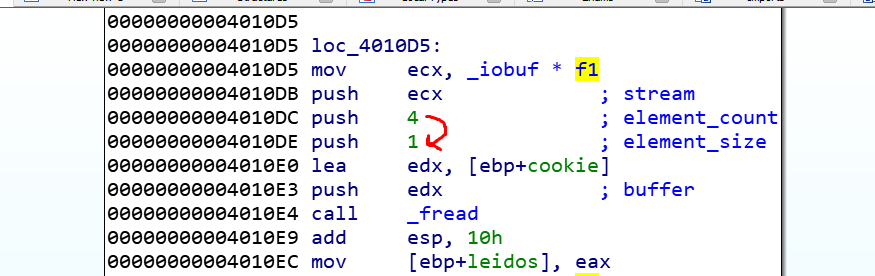 00000000004010D5
00000000004010D5 loc_4010D5:
00000000004010D5 mov ecx, _iobuf * f1
00000000004010DB push ecx ; stream
00000000004010DC push 4 ; element_count
00000000004010DE push 1 ; element_size
00000000004010E0 lea edx, [ebp+cookie]
00000000004010E3 push edx ; buffer
00000000004010E4 call _fread
00000000004010E9 add esp, 10h
00000000004010EC mov [ebp+leidos], eax